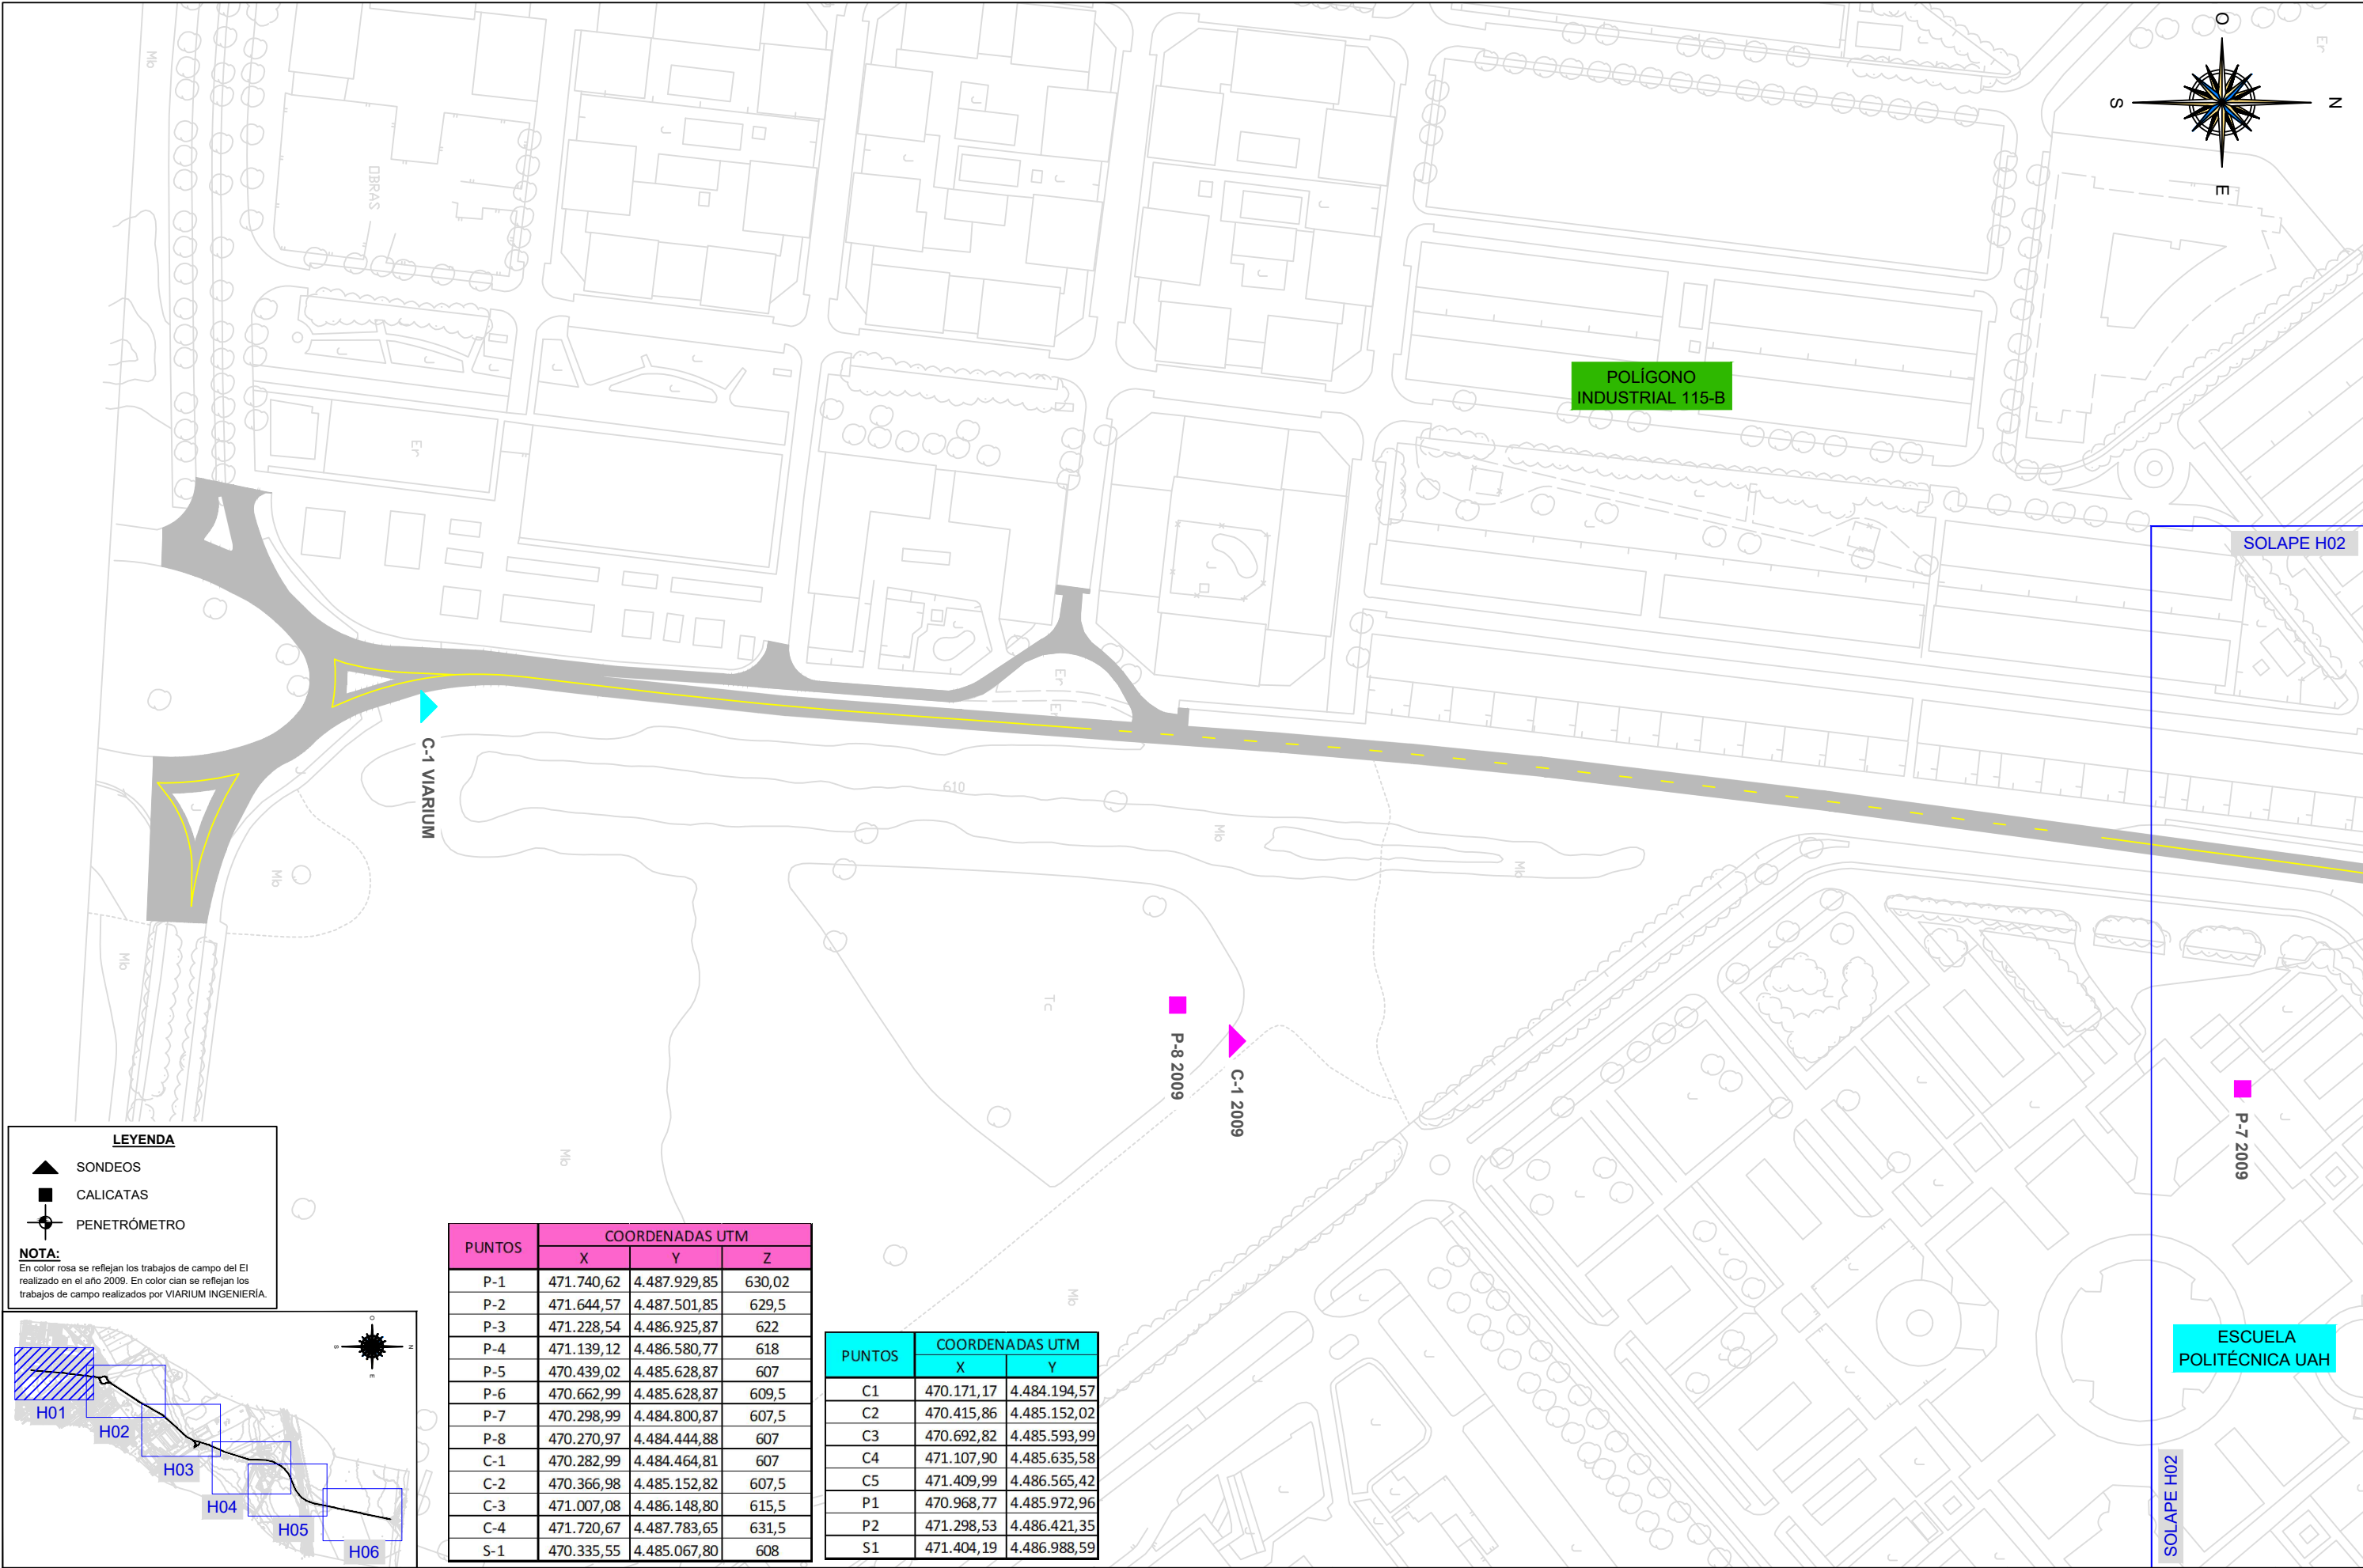 O
S
N
E
Mb
Er
OBRAS
POLÍGONO
INDUSTRIAL 115-B
Er
SOLAPE H02
Er
Er
C-1 VIARIUM
610
Mb
Mb
Mb
Mb
Tc
P-8 2009
C-1 2009
P-7 2009
Mb
Mb
LEYENDA
SONDEOS
CALICATAS
PENETRÓMETRO
NOTA:
En color rosa se reflejan los trabajos de campo del EI
realizado en el año 2009. En color cian se reflejan los
trabajos de campo realizados por VIARIUM INGENIERÍA.
O
S
N
E
H01
H02
H03
H04
H05
H06
PUNTOS COORDENADAS UTM
X Y Z
P-1 471.740,62 4.487.929,85 630,02
P-2 471.644,57 4.487.501,85 629,5
P-3 471.228,54 4.486.925,87 622
P-4 471.139,12 4.486.580,77 618
P-5 470.439,02 4.485.628,87 607
P-6 470.662,99 4.485.628,87 609,5
P-7 470.298,99 4.484.800,87 607,5
P-8 470.270,97 4.484.444,88 607
C-1 470.282,99 4.484.464,81 607
C-2 470.366,98 4.485.152,82 607,5
C-3 471.007,08 4.486.148,80 615,5
C-4 471.720,67 4.487.783,65 631,5
S-1 470.335,55 4.485.067,80 608
PUNTOS COORDENADAS UTM
X Y
C1 470.171,17 4.484.194,57
C2 470.415,86 4.485.152,02
C3 470.692,82 4.485.593,99
C4 471.107,90 4.485.635,58
C5 471.409,99 4.486.565,42
P1 470.968,77 4.485.972,96
P2 471.298,53 4.486.421,35
S1 471.404,19 4.486.988,59
ESCUELA
POLITÉCNICA UAH
SOLAPE H02